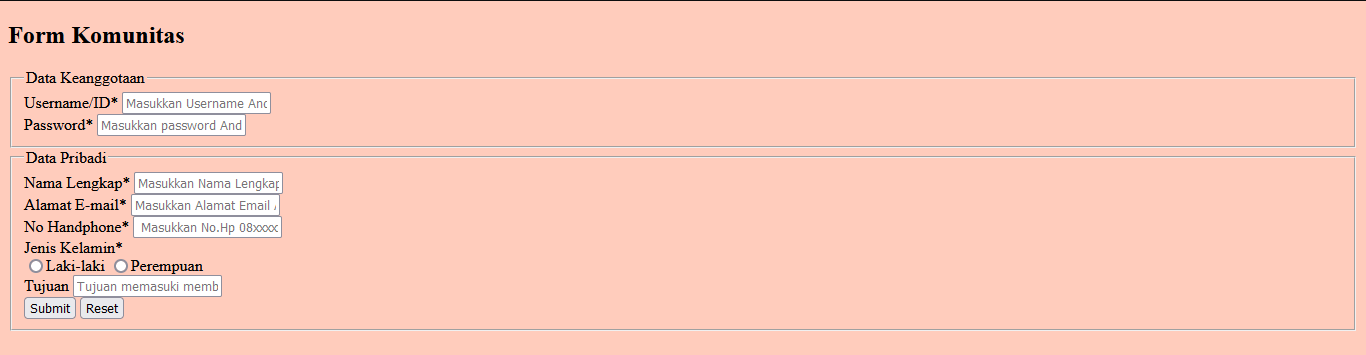 Form Komunitas
Data Keanggotaan
Username/ID* Masukkan Username And
Password* Masukkan password And
Data Pribadi
Nama Lengkap* Masukkan Nama Lengkap
Alamat E-mail* Masukkan Alamat Email
No Handphone* Masukkan No.Hp 08xxxx
Jenis Kelamin*
Laki-laki Perempuan
Tujuan Tujuan memasuki memb
Submit Reset